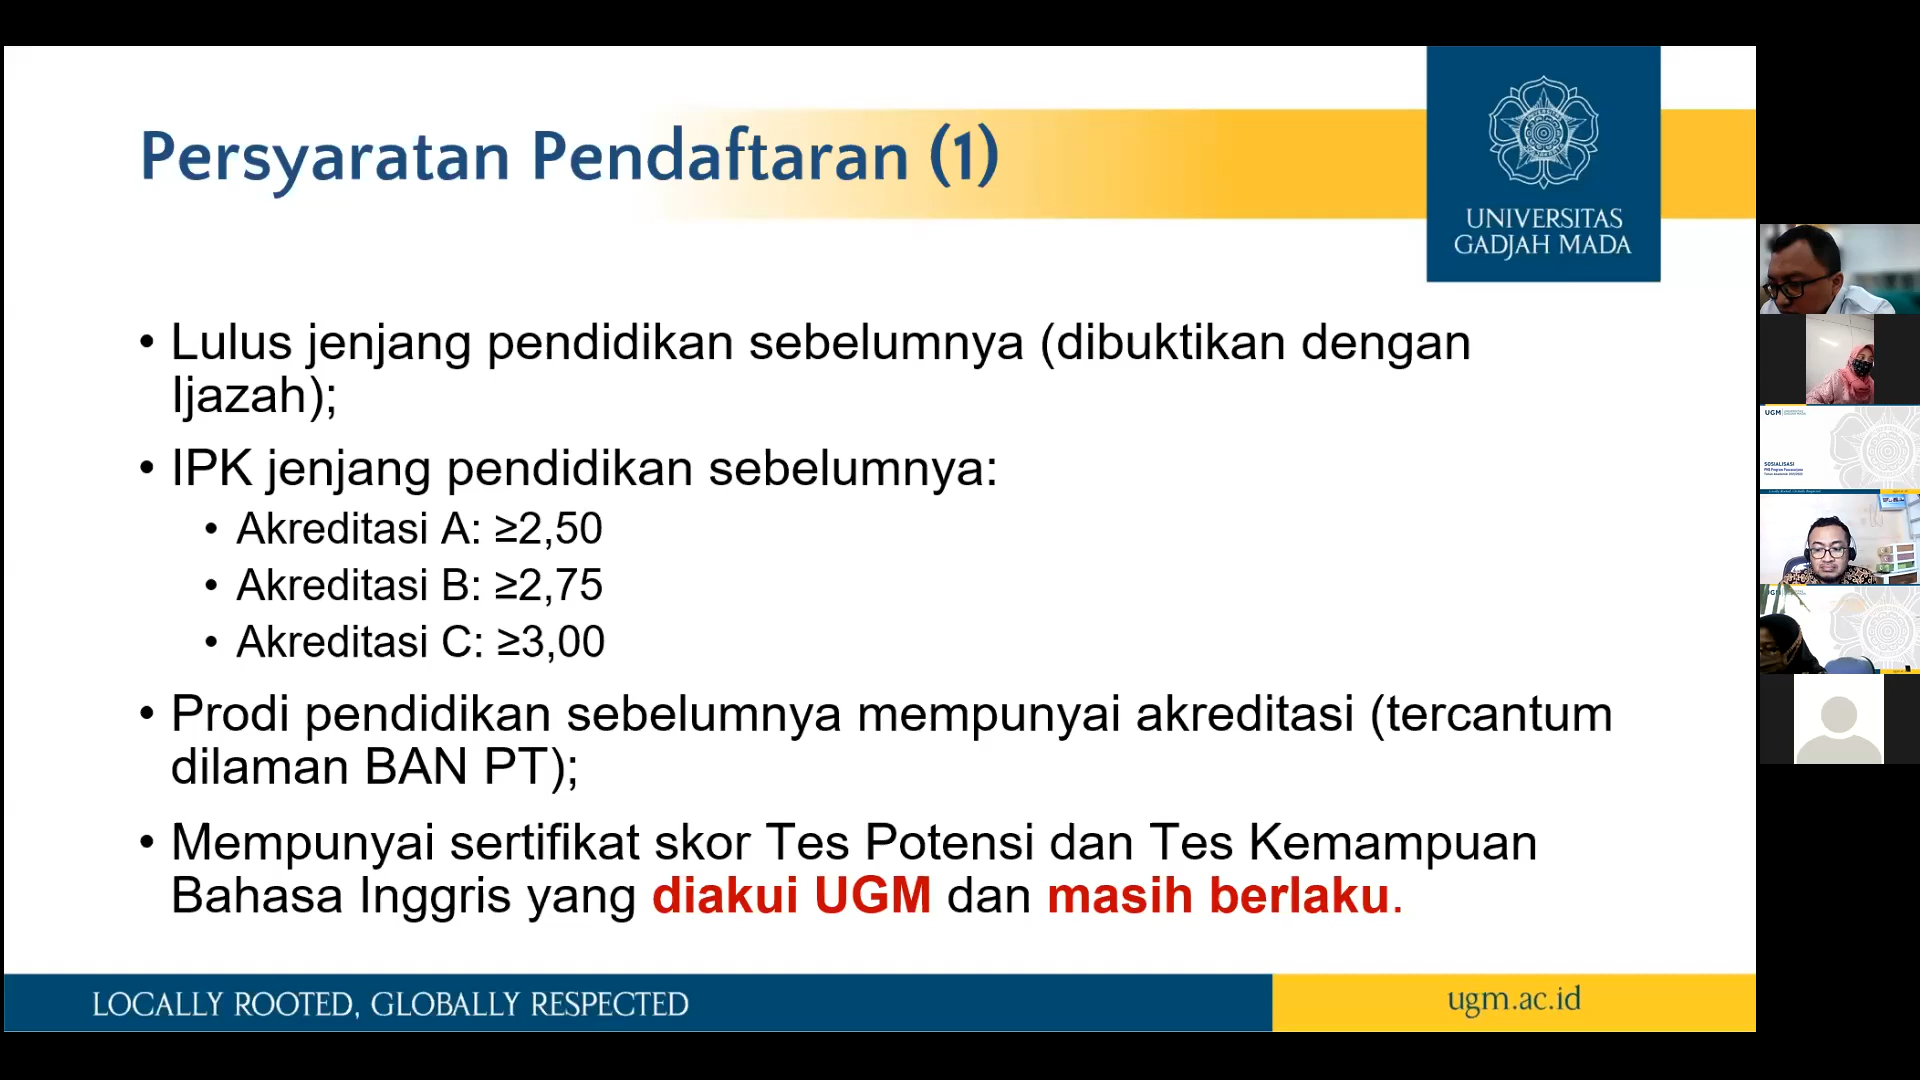 Persyaratan Pendaftaran (1)
UNIVERSITAS
GADJAH MADA
• Lulus jenjang pendidikan sebelumnya (dibuktikan dengan
Ijazah);
• IPK jenjang pendidikan sebelumnya:
• Akreditasi A: ≥2,50
• Akreditasi B: ≥2,75
• Akreditasi C: ≥3,00
• Prodi pendidikan sebelumnya mempunyai akreditasi (tercantum
dilaman BAN PT);
• Mempunyai sertifikat skor Tes Potensi dan Tes Kemampuan
Bahasa Inggris yang diakui UGM dan masih berlaku.
LOCALLY ROOTED, GLOBALLY RESPECTED
ugm.ac.id
UGM
SOSIALISASI